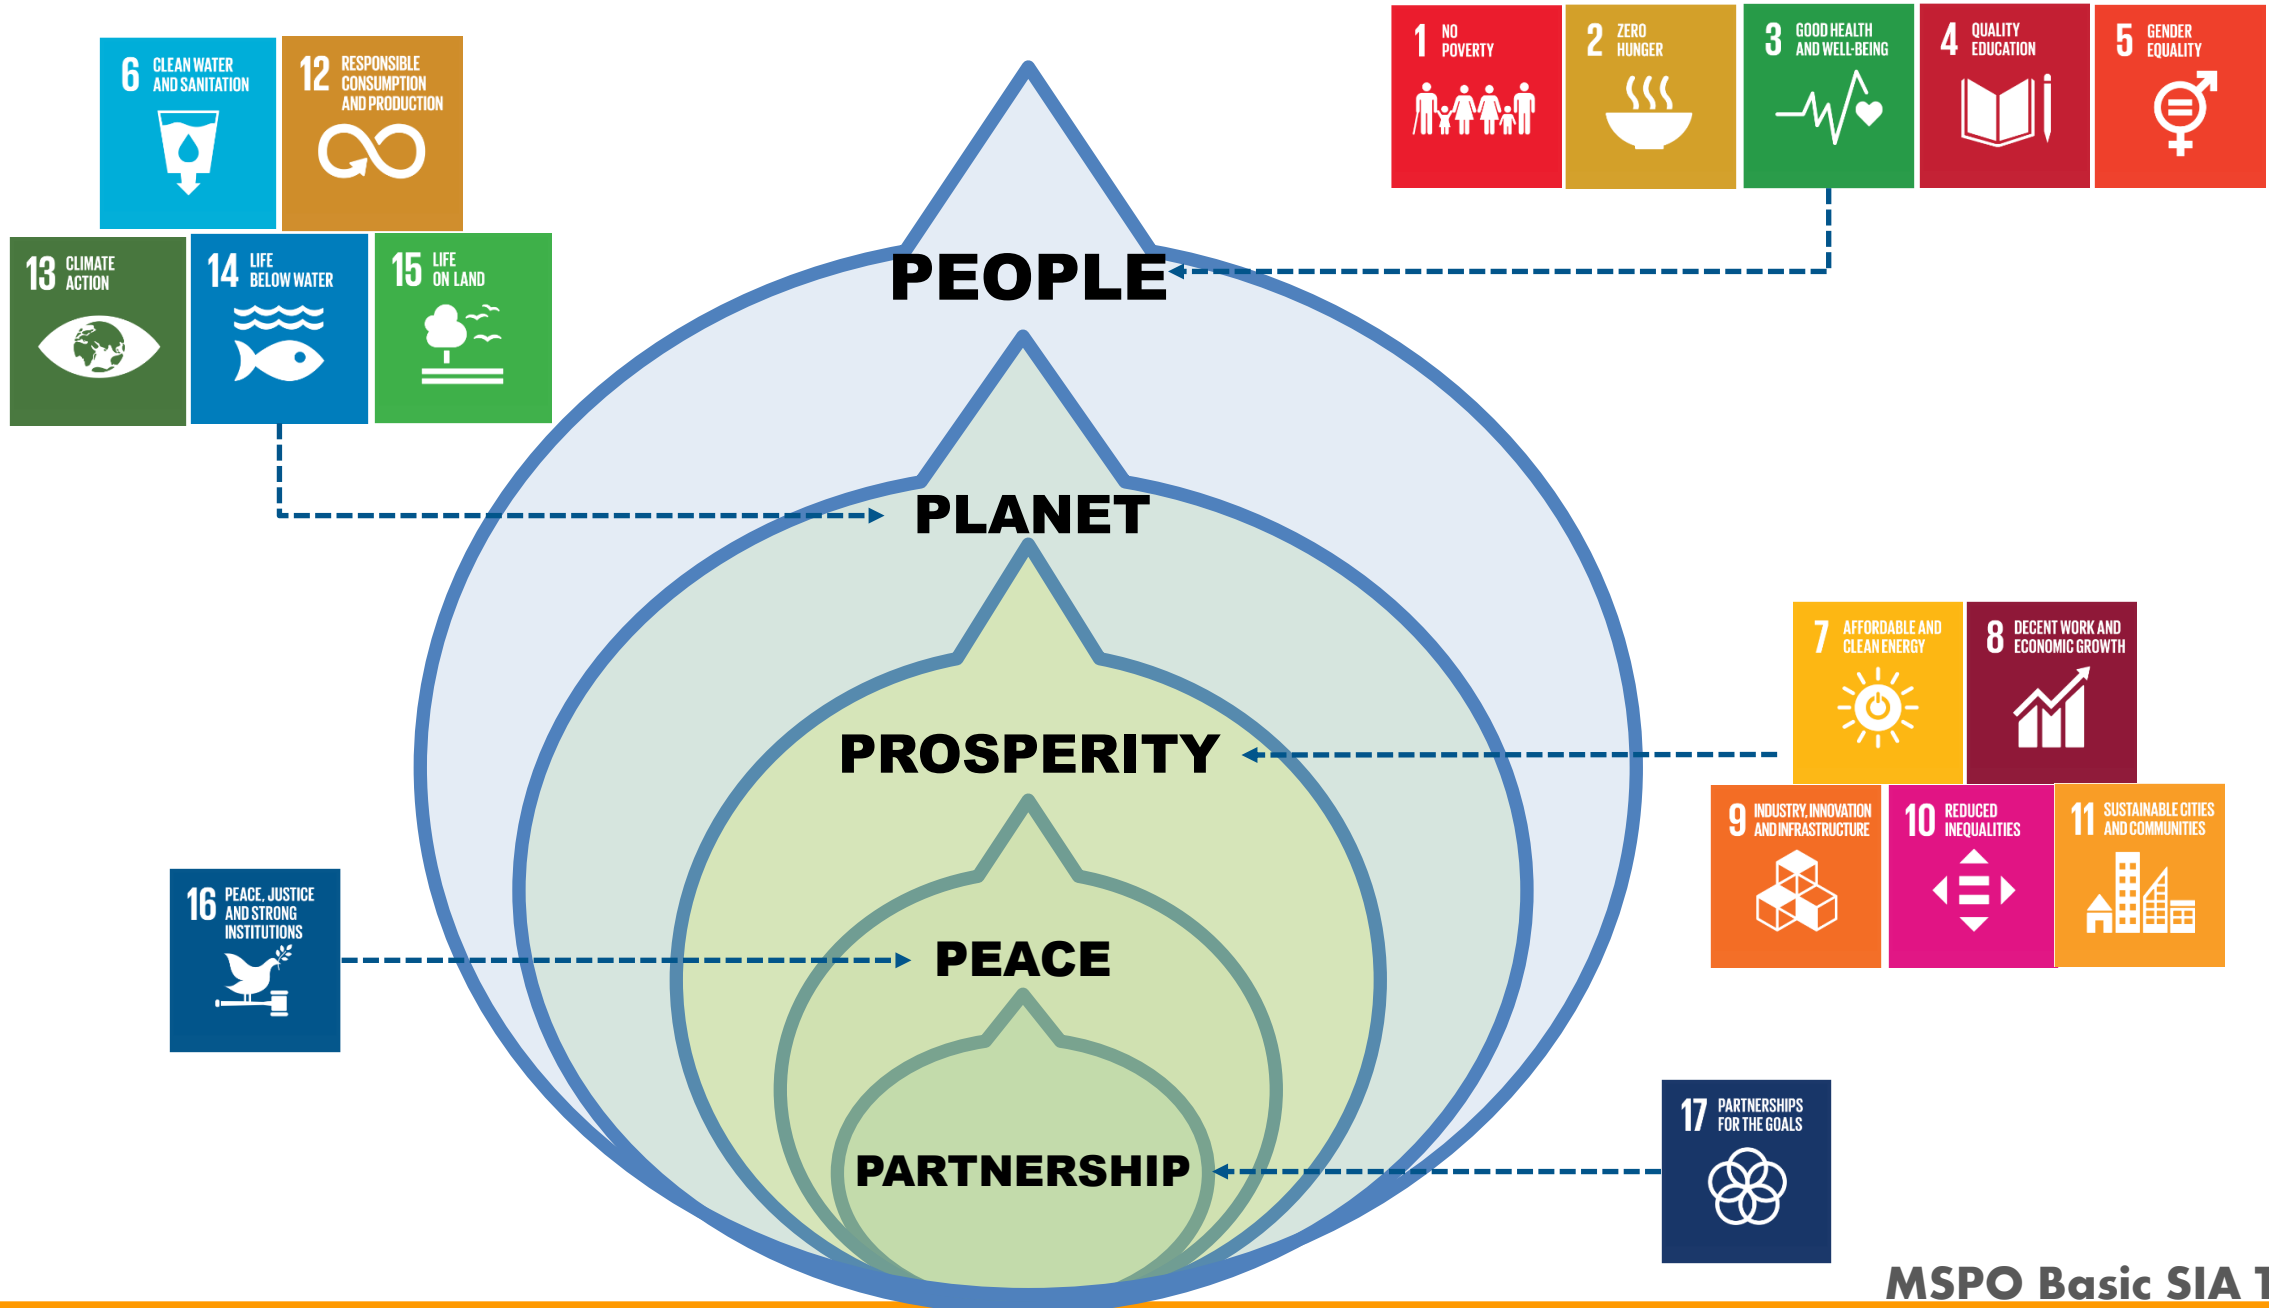 6 CLEAN WATER
AND SANITATION
12 RESPONSIBLE
CONSUMPTION
AND PRODUCTION
13 CLIMATE
ACTION
14 LIFE
BELOW WATER
15 LIFE
ON LAND
1 NO
POVERTY
2 ZERO
HUNGER
3 GOOD HEALTH
AND WELL-BEING
4 QUALITY
EDUCATION
5 GENDER
EQUALITY
PEOPLE
PLANET
PROSPERITY
7 AFFORDABLE AND
CLEAN ENERGY
8 DECENT WORK AND
ECONOMIC GROWTH
9 INDUSTRY, INNOVATION
AND INFRASTRUCTURE
10 REDUCED
INEQUALITIES
11 SUSTAINABLE CITIES
AND COMMUNITIES
16 PEACE, JUSTICE
AND STRONG
INSTITUTIONS
PEACE
PARTNERSHIP
17 PARTNERSHIPS
FOR THE GOALS
MSPO Basic SIA